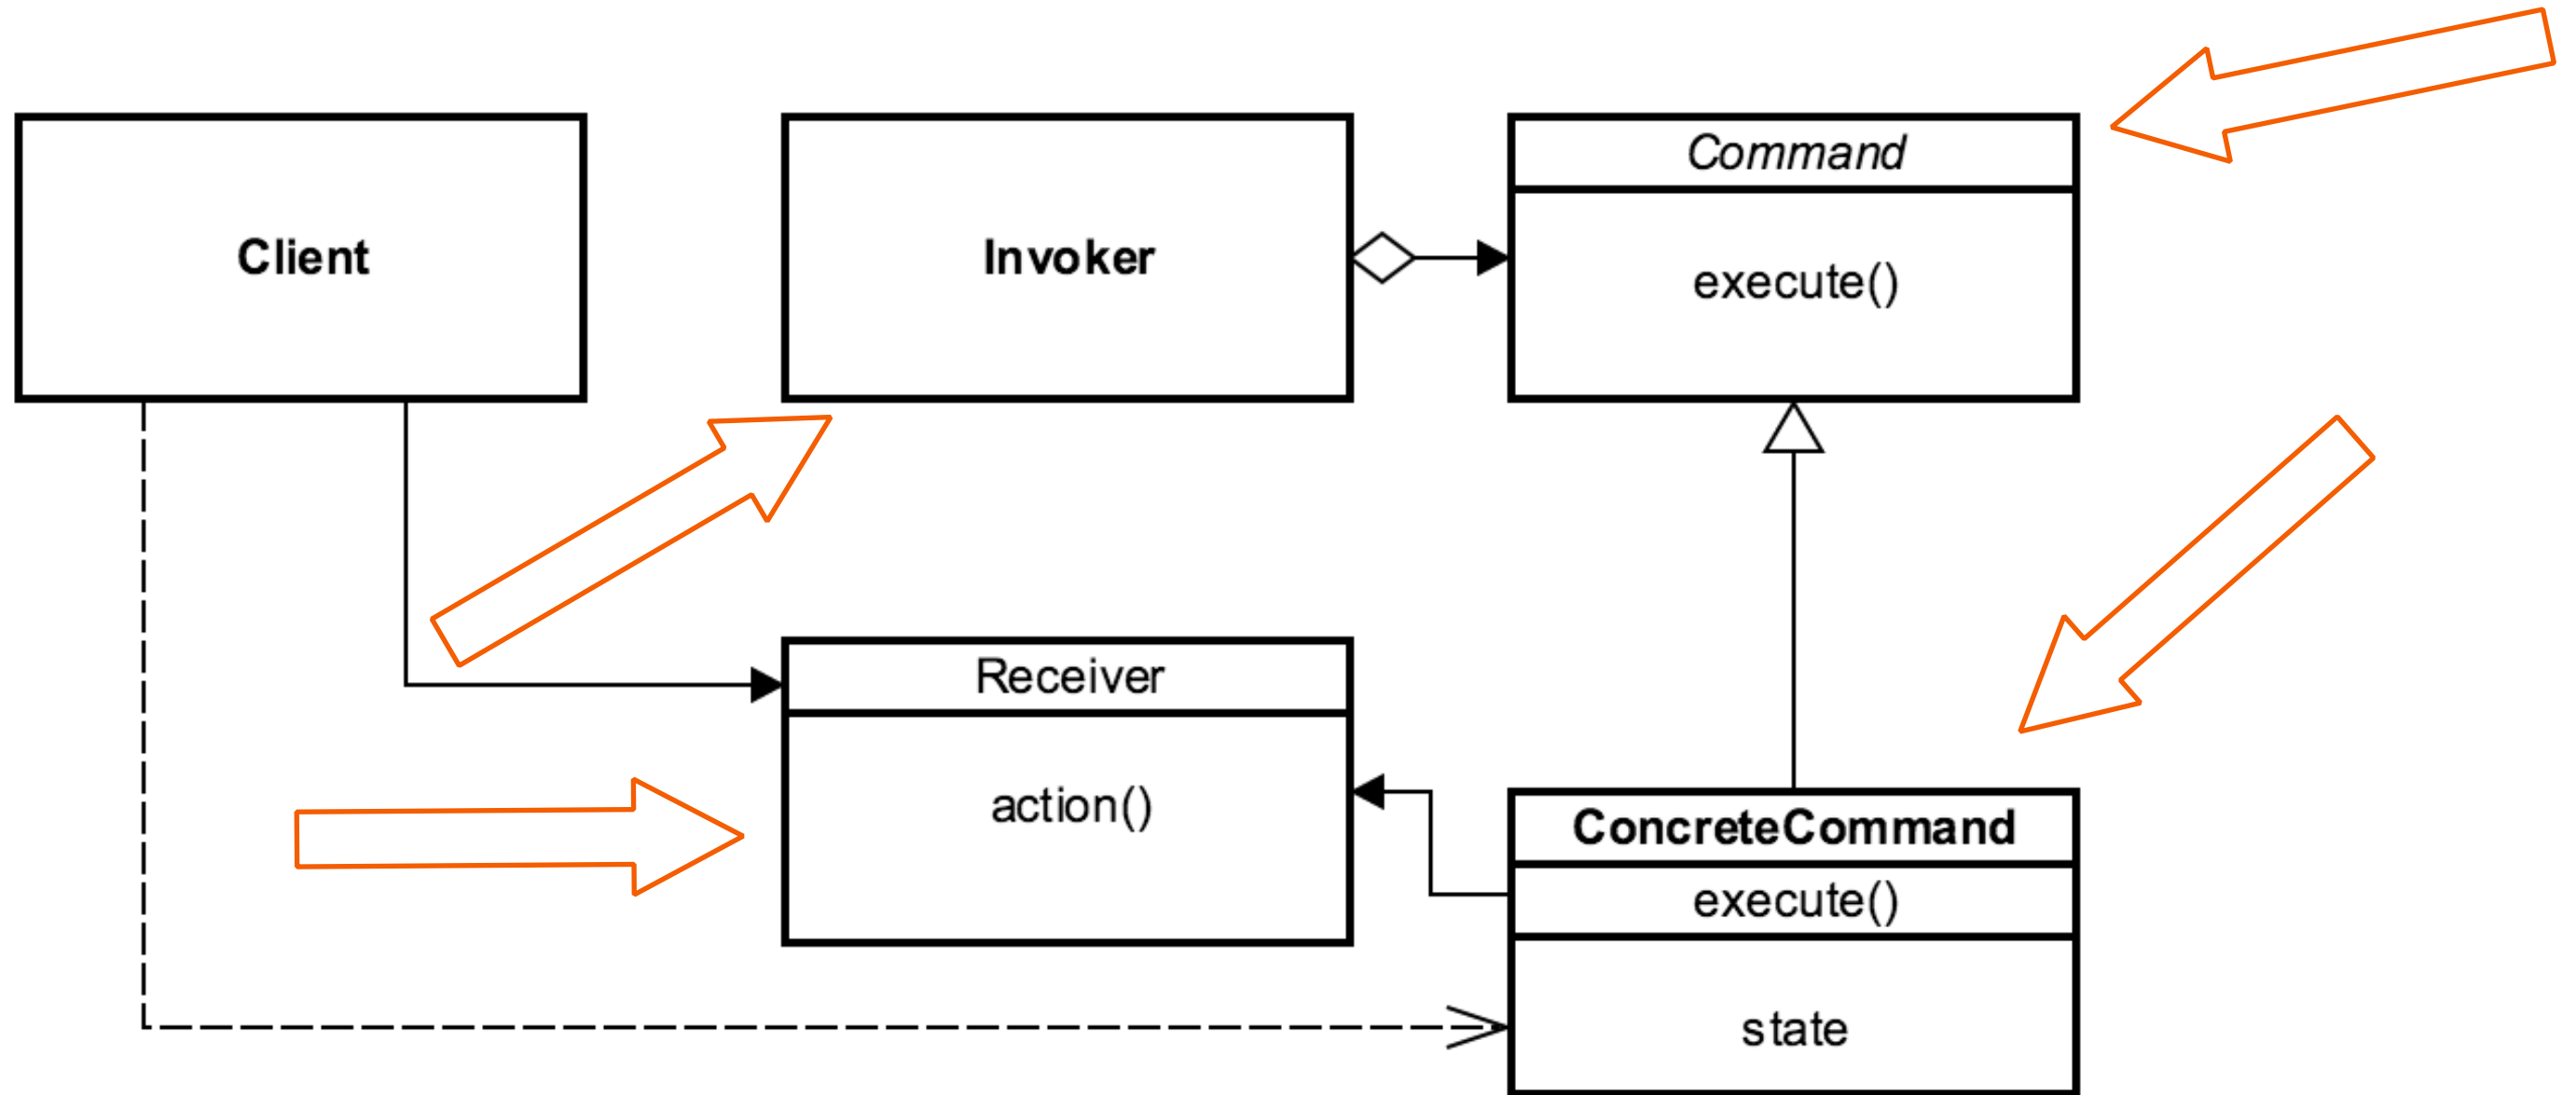 Client
Invoker
Command
execute()
Receiver
action()
ConcreteCommand
execute()
state